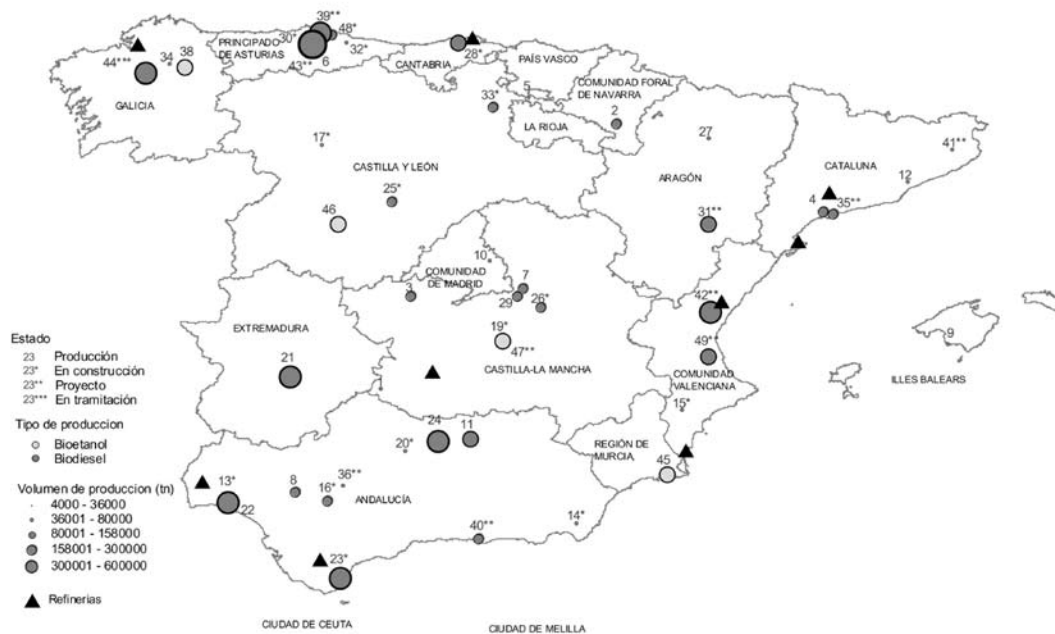 39**
48*
30*
PRINCIPADO
DE ASTURIAS
32*
43**
6
CANTABRIA
28*
PAÍS VASCO
COMUNIDAD FORAL
DE NAVARRA
44***
34
38
GALICIA
5
33*
LA RIOJA
2
17*
27
41**
CATALUNA
12
CASTILLA Y LEÓN
ARAGÓN
25*
4
35**
46
31**
10
COMUNIDAD
DE MADRID
3
7
29
26*
42**
EXTREMADURA
19*
47**
CASTILLA-LA MANCHA
49**
COMUNIDAD
VALENCIANA
9
ILLES BALEARS
21
15*
24
11
20*
REGIÓN DE
MURCIA
45
13*
22
8
16*
36**
ANDALUCÍA
40**
14*
23*
CIUDAD DE CEUTA
CIUDAD DE MELILLA
Estado
23 Producción
23* En construcción
23** Proyecto
23*** En tramitación
Tipo de produccion
Bioetanol
Biodiesel
Volumen de produccion (tn)
4000 - 36000
36001 - 80000
80001 - 158000
158001 - 300000
300001 - 600000
Refinerias